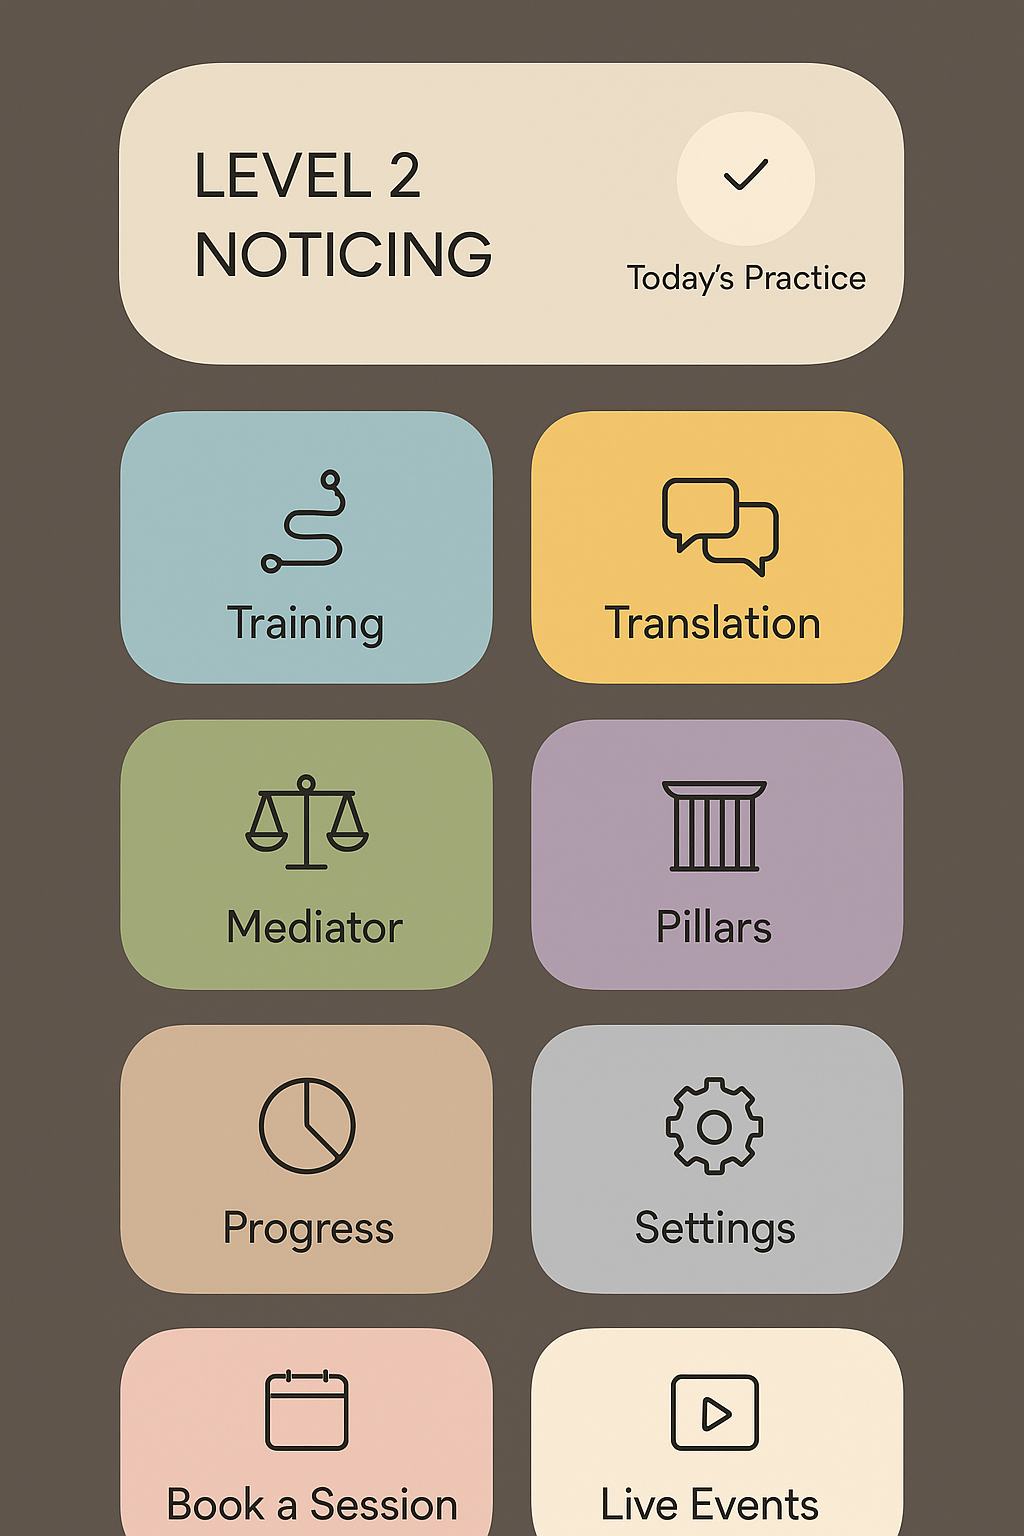 LEVEL 2
NOTICING
Today’s Practice
Training
Translation
Mediator
Pillars
Progress
Settings
Book a Session
Live Events